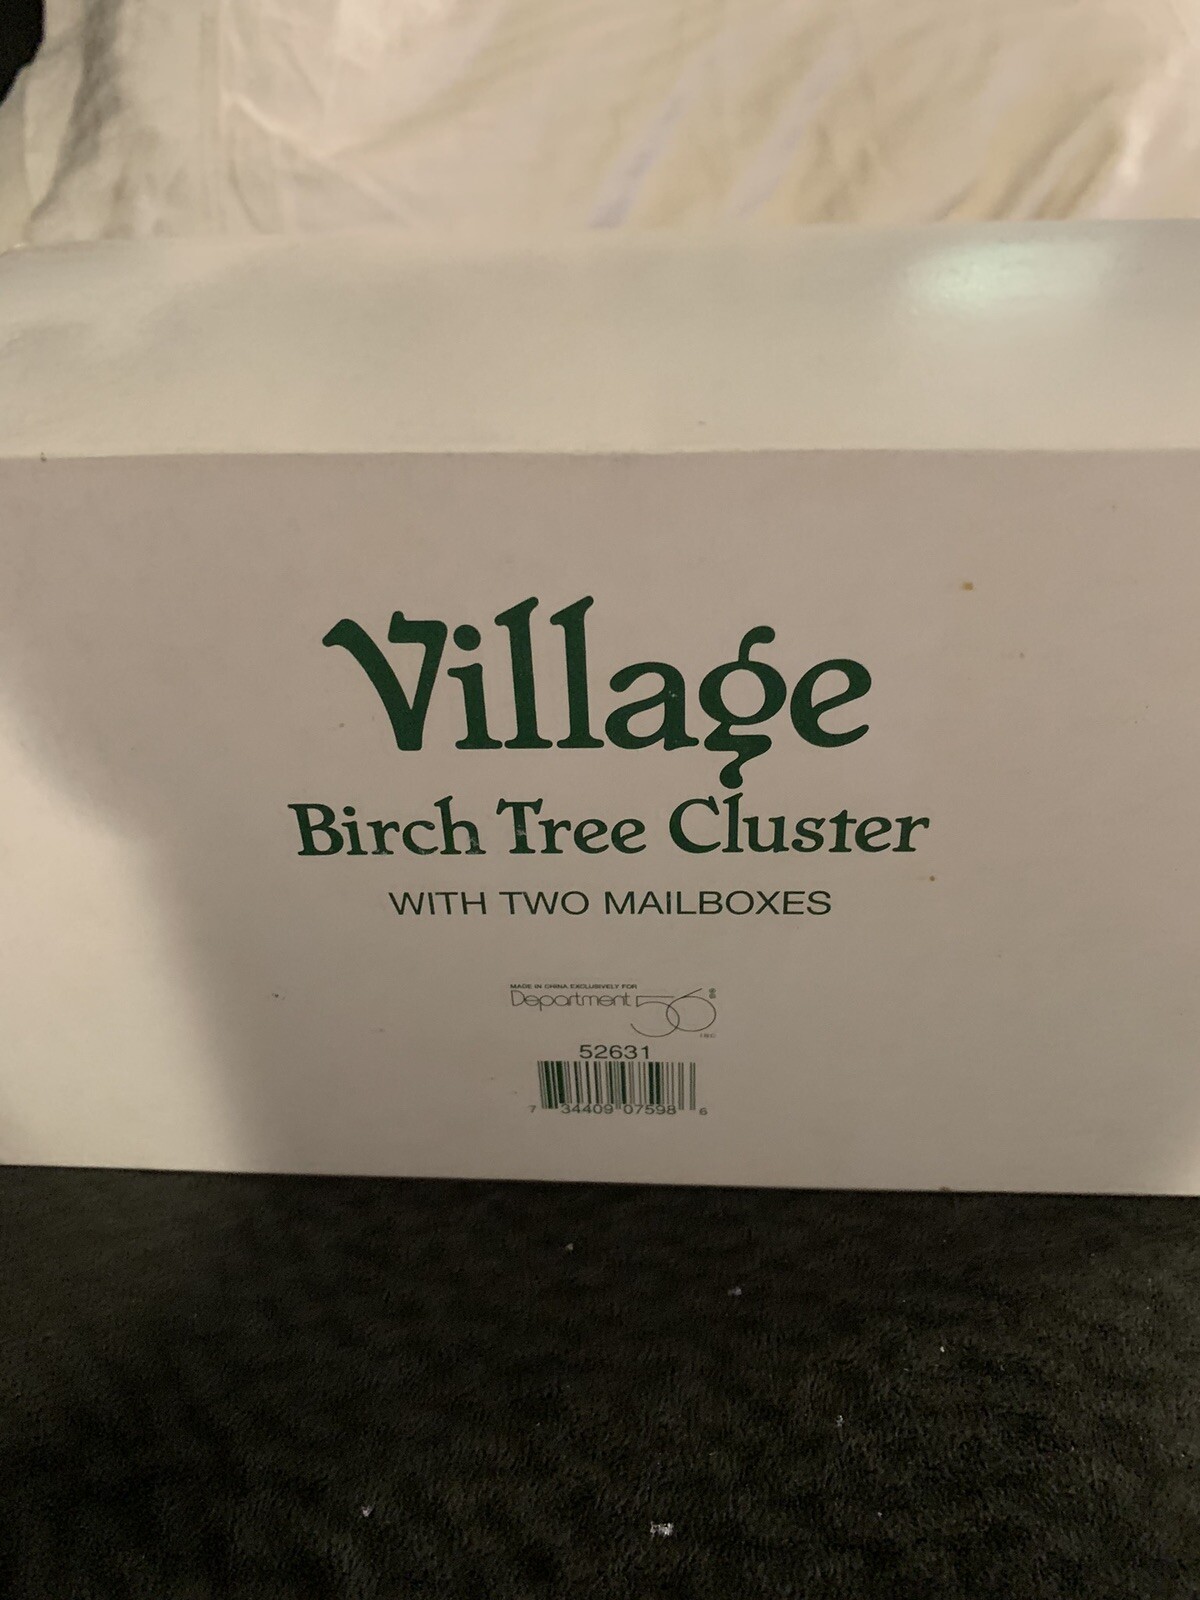 Village
Birch Tree Cluster
WITH TWO MAILBOXES
MADE IN CHINA EXCLUSIVELY FOR
Department 56®
INC
52631
7 34409 07598 6